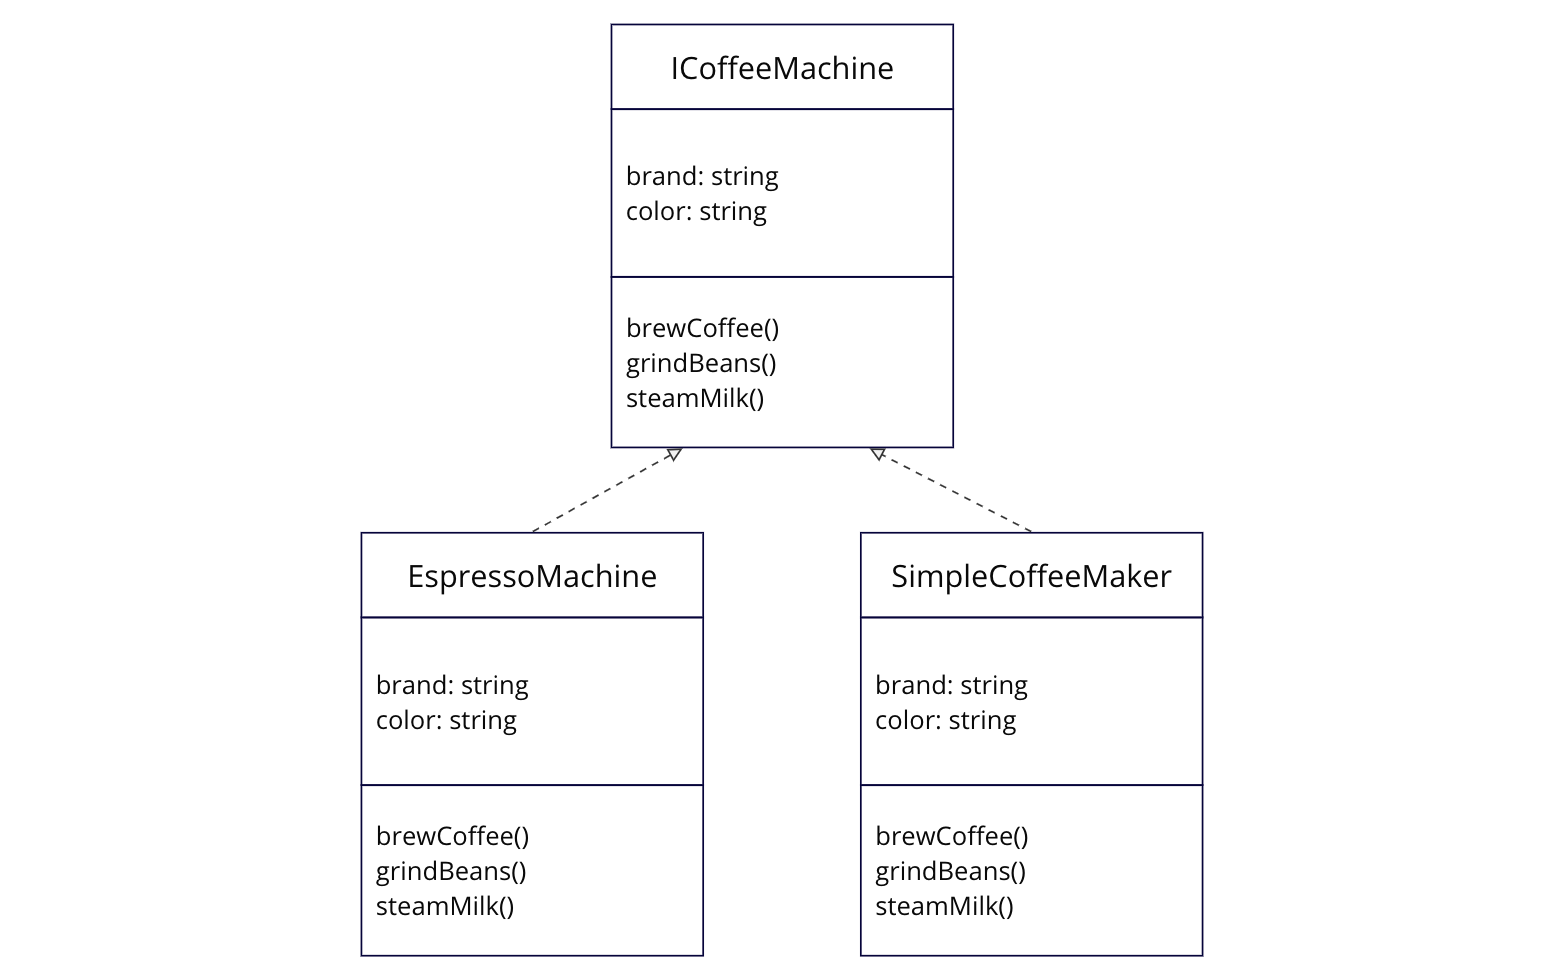 ICoffeeMachine
brand: string
color: string
brewCoffee()
grindBeans()
steamMilk()
EspressoMachine
brand: string
color: string
brewCoffee()
grindBeans()
steamMilk()
SimpleCoffeeMaker
brand: string
color: string
brewCoffee()
grindBeans()
steamMilk()